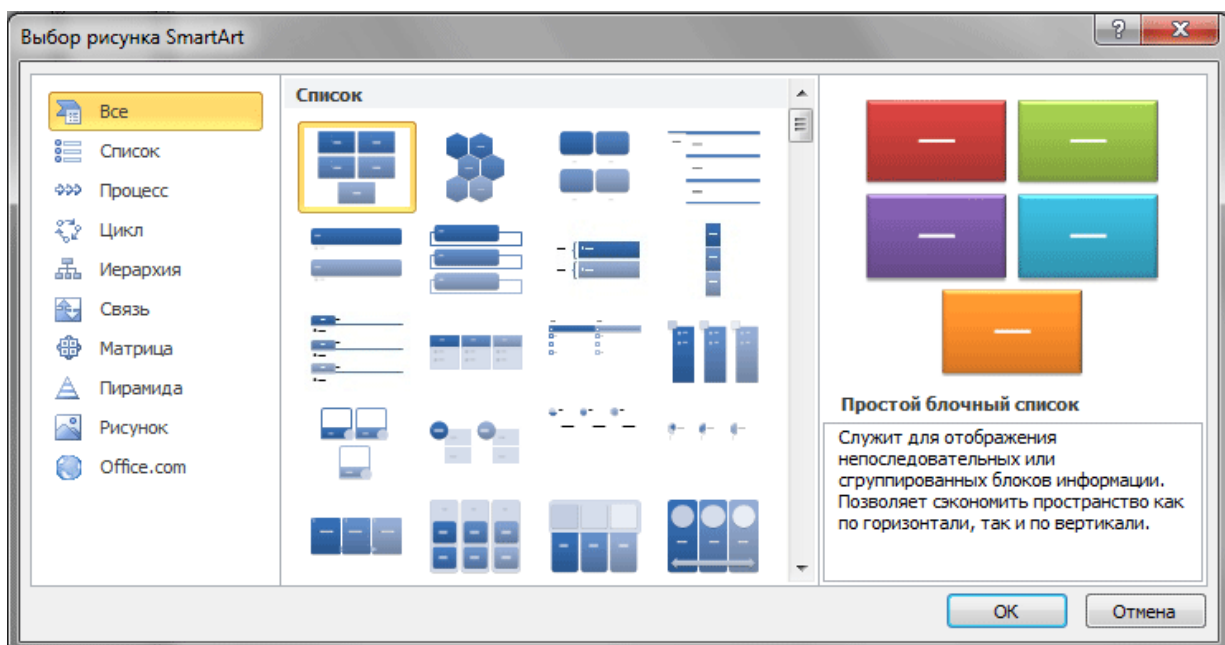 Выбор рисунка SmartArt
?
Все
Список
Процесс
Цикл
Иерархия
Связь
Матрица
Пирамида
Рисунок
Office.com
Список
Простой блочный список
Служит для отображения
непоследовательных или
сгруппированных блоков информации.
Позволяет сэкономить пространство как
по горизонтали, так и по вертикали.
ОК
Отмена